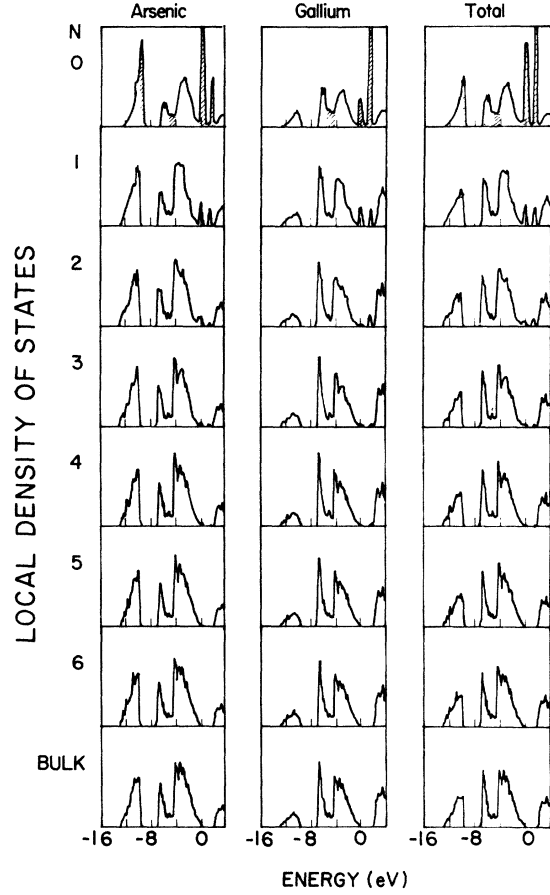 Arsenic Gallium Total
N
0
1
2
3
4
5
6
BULK
LOCAL DENSITY OF STATES
-16 -8 0 -16 -8 0 -16 -8 0
ENERGY (eV)